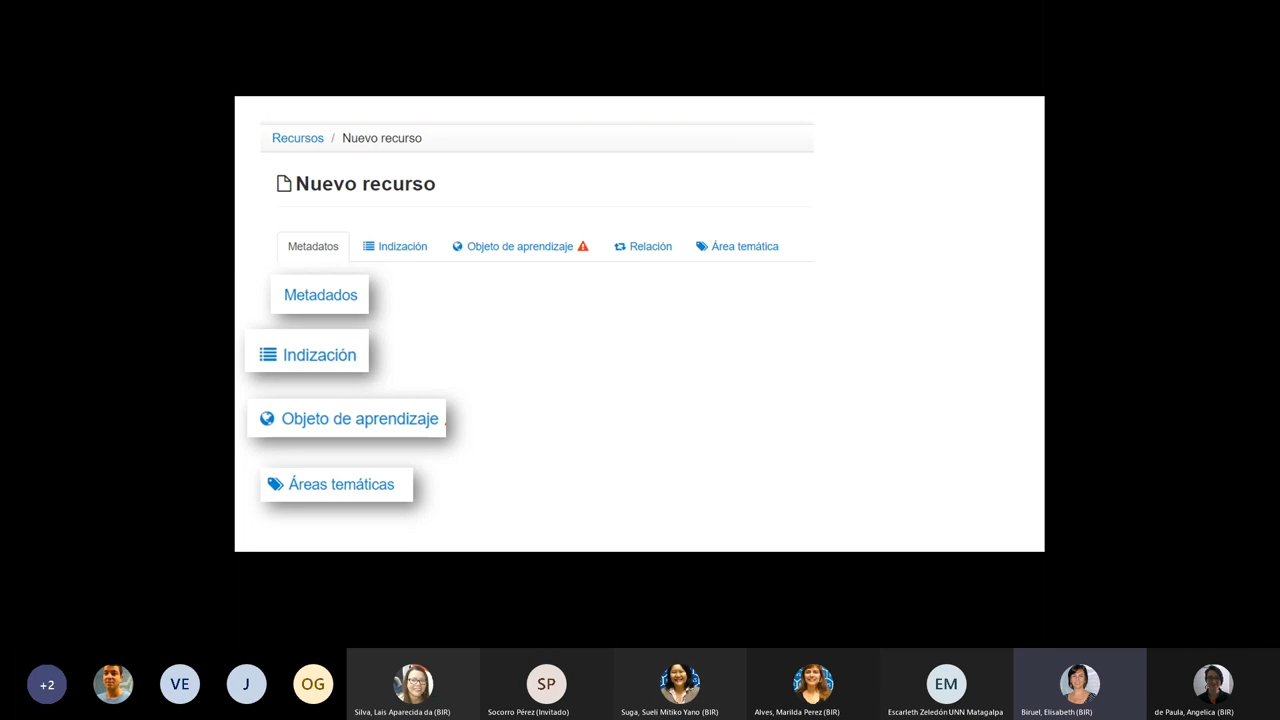 Recursos / Nuevo recurso
Nuevo recurso
Metadatos Indización Objeto de aprendizaje Relación Área temática
Metadados
Indización
Objeto de aprendizaje
Áreas temáticas
+2 VE J OG SP EM
Silva, Lais Aparecida da (BIR) Socorro Pérez (Invitado) Suga, Sueli Mitiko Yano (BIR) Alves, Marilda Perez (BIR) Escarleth Zeledón UNN Matagalpa Biruel, Elisabeth (BIR) de Paula, Angelica (BIR)